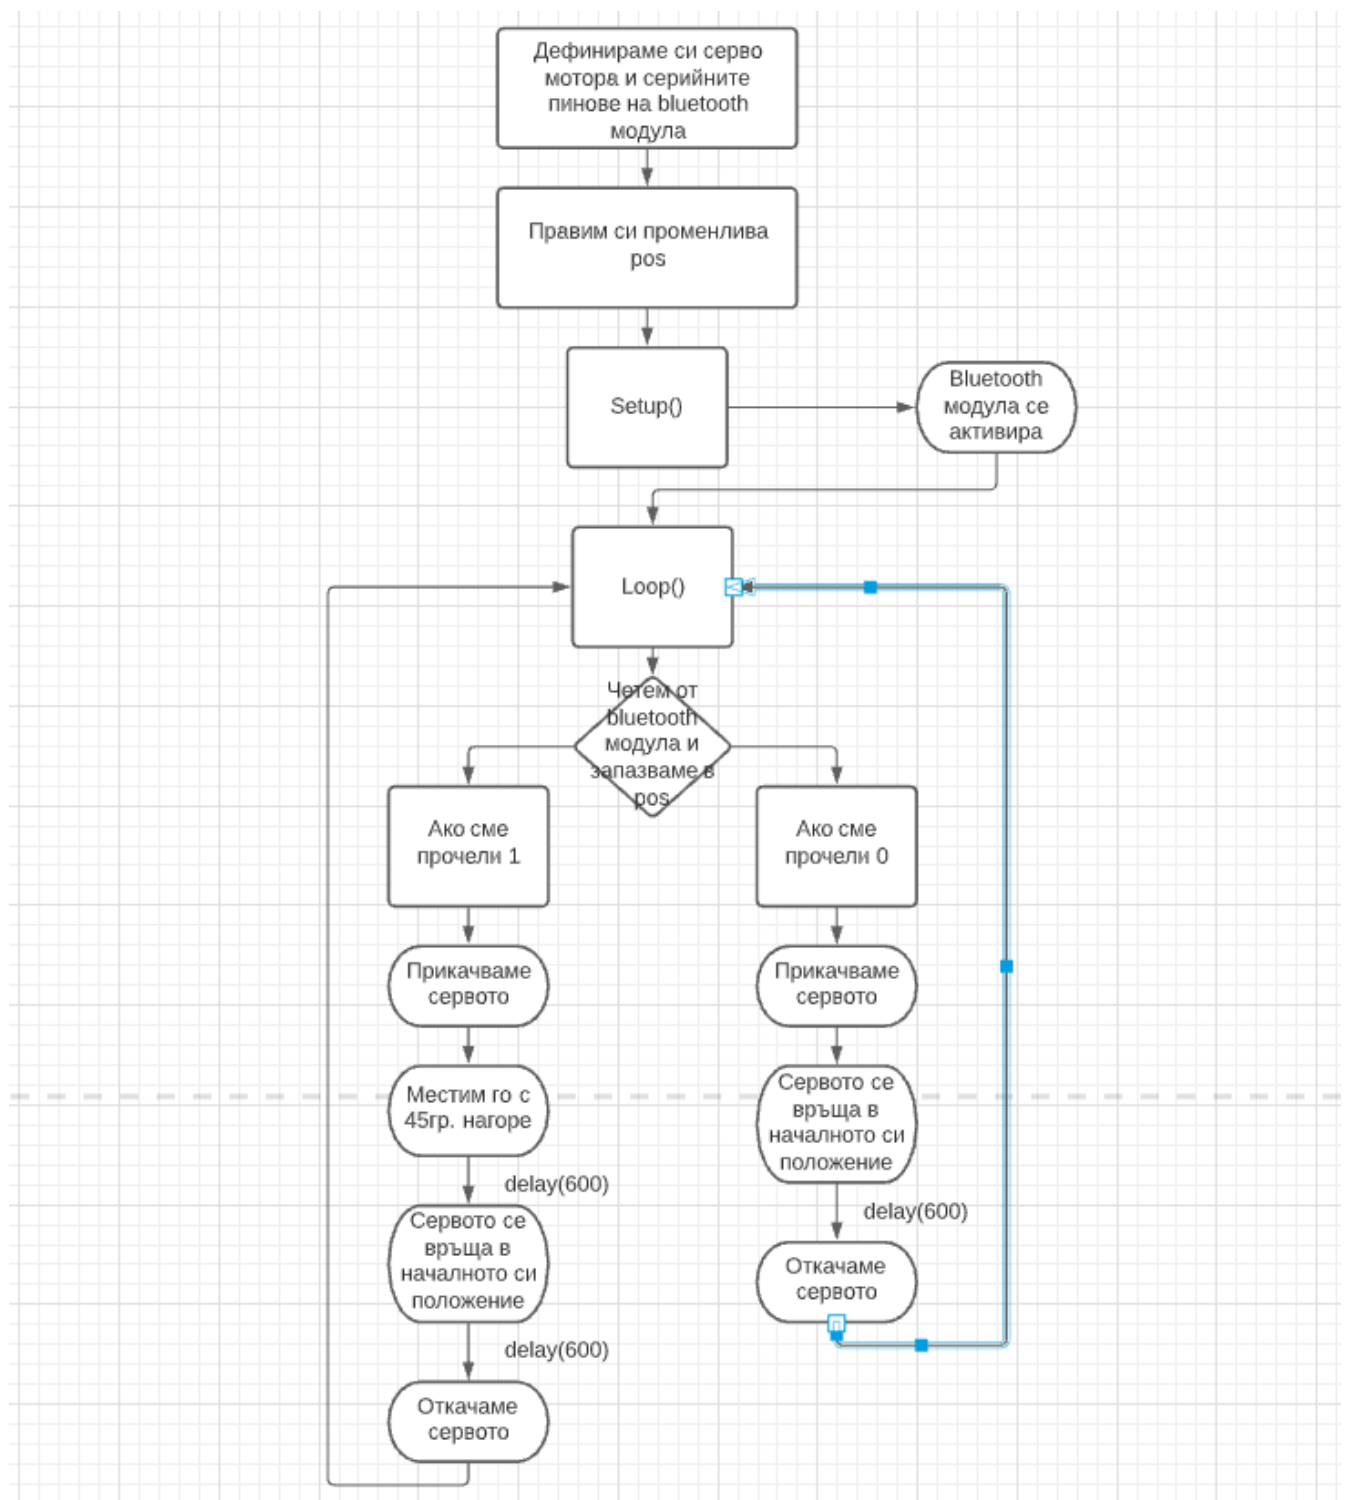 Дефинираме си серво
мотора и серийните
пинове на bluetooth
модула
Правим си променлива
pos
Setup()
Bluetooth
модула се
активира
Loop()
Четем от
bluetooth
модула и
запазваме в
pos
Ако сме
прочели 1
Ако сме
прочели 0
Прикачваме
сервото
Прикачваме
сервото
Местим го с
45гр. нагоре
Сервото се
връща в
началното си
положение
delay(600)
delay(600)
Сервото се
връща в
началното си
положение
Откачаме
сервото
delay(600)
Откачаме
сервото